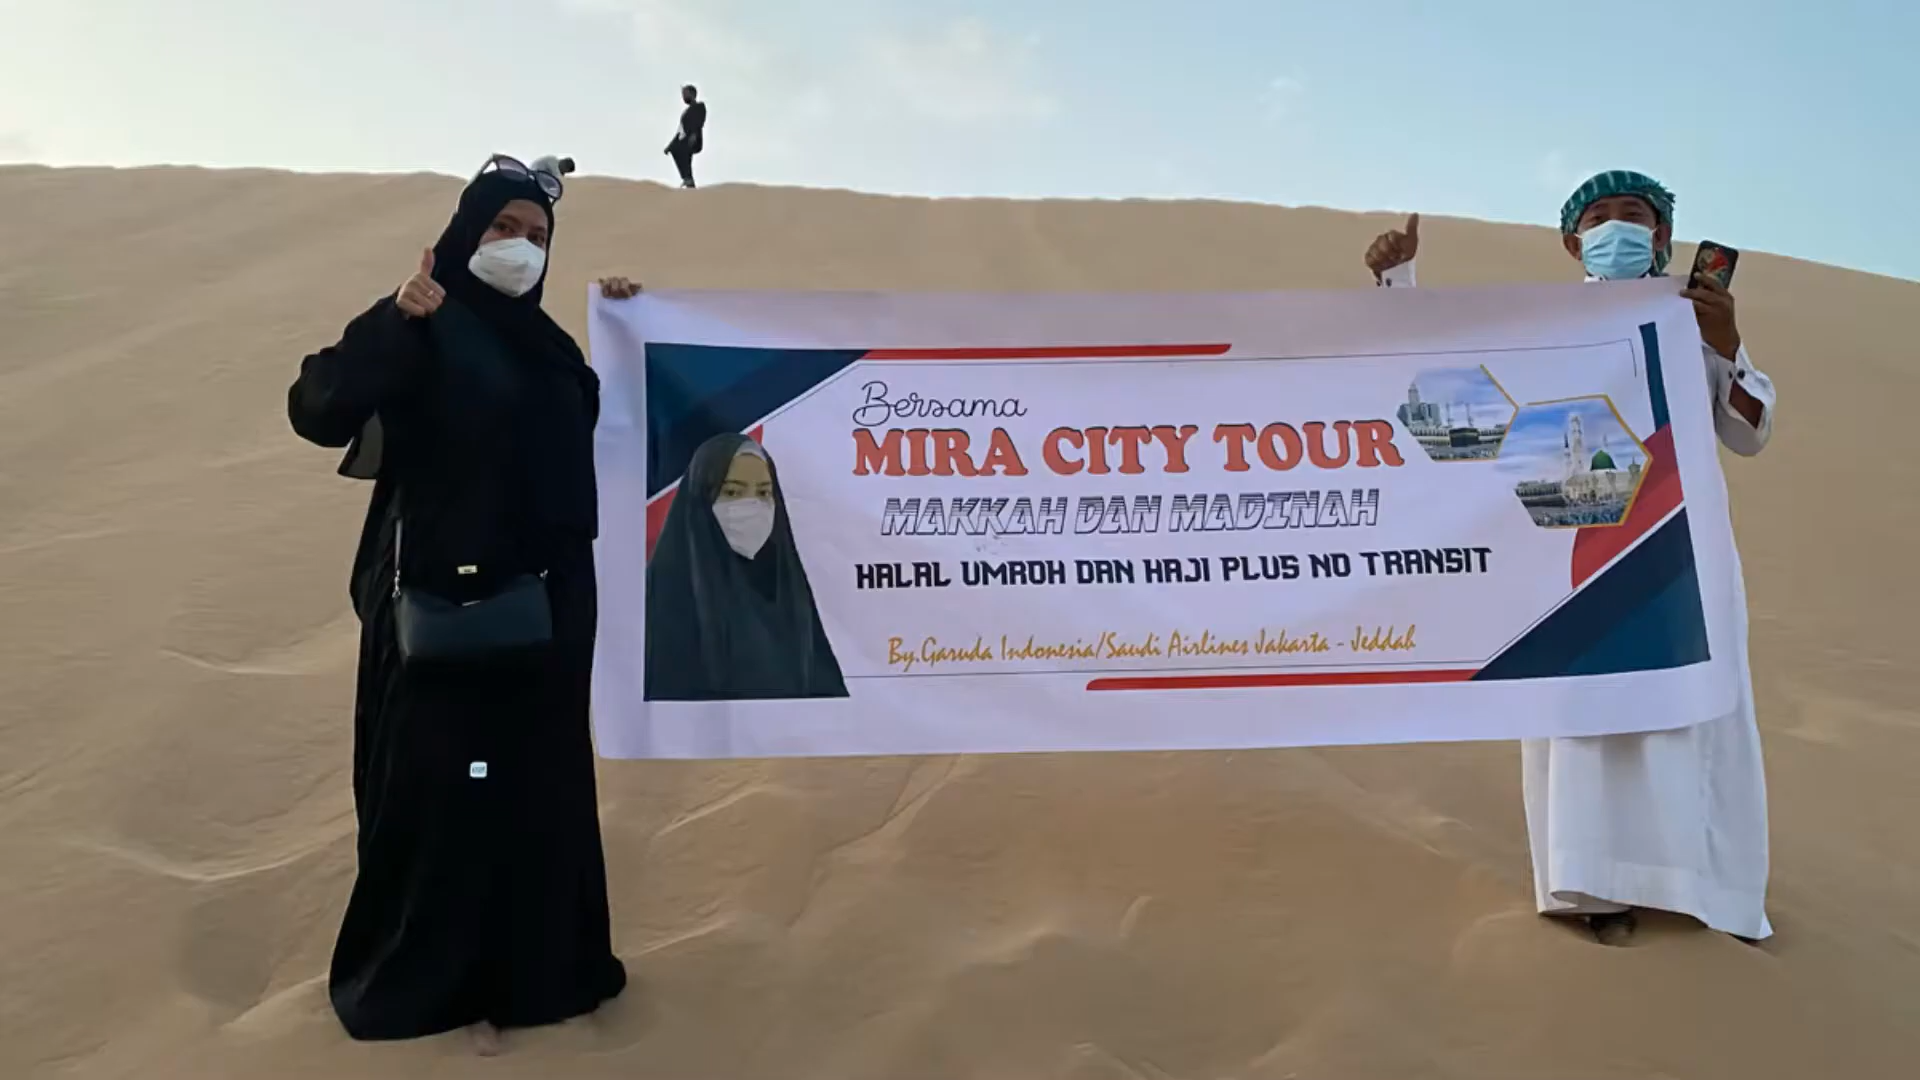 Bersama
MIRA CITY TOUR
MAKKAH DAN MADINAH
HALAL UMROH DAN HAJI PLUS NO TRANSIT
By.Garuda Indonesia/Saudi Airlines Jakarta - Jeddah